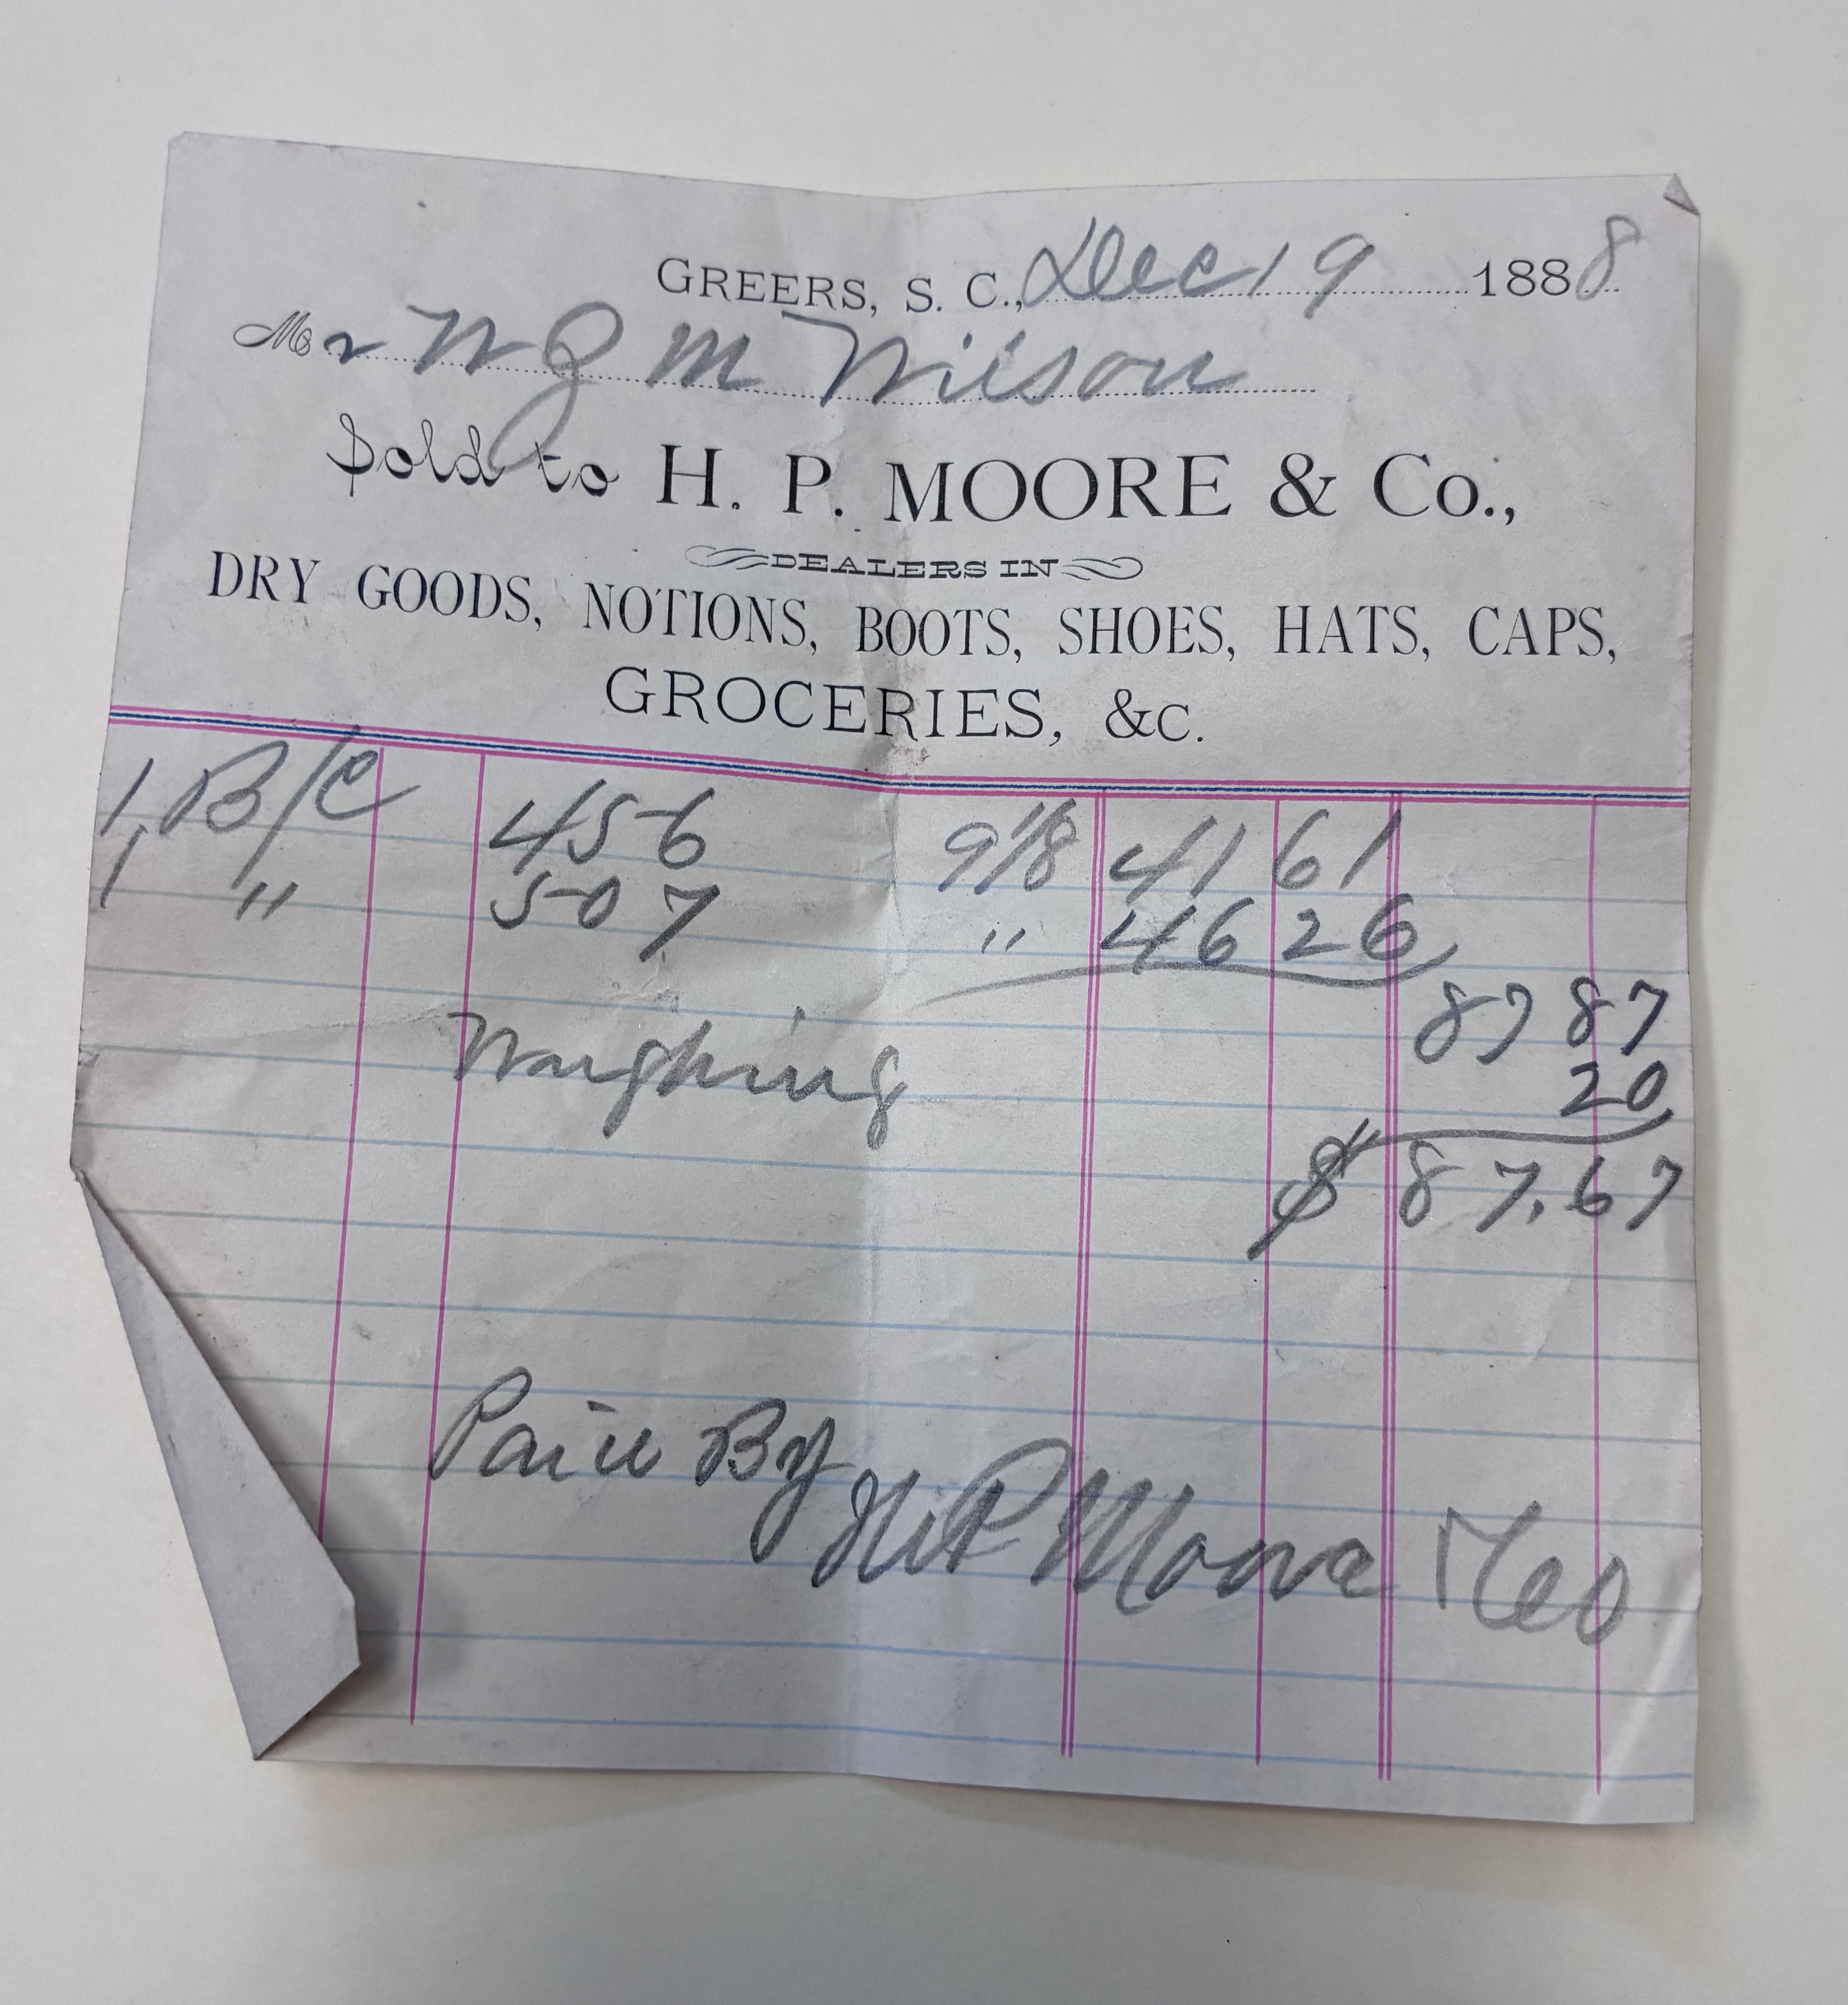 GREERS, S. C., Dec 19 1888
Mr W J M Wilson
Sold to H. P. MOORE & Co.,
DEALERS IN
DRY GOODS, NOTIONS, BOOTS, SHOES, HATS, CAPS,
GROCERIES, &C.
1, B/C 456 9 1/8 41 61
1 " 507 " 46 26
87 87
Weighing 20
$ 87.67
Paid By
H P Moore & Co